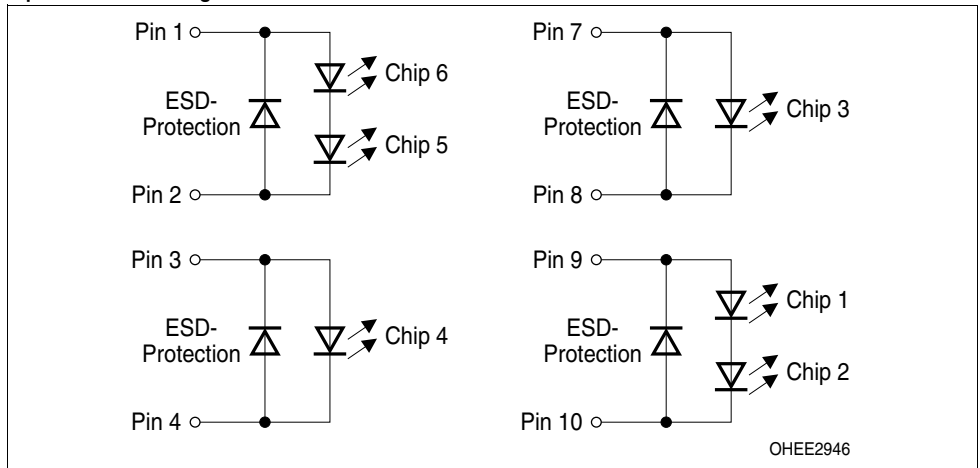 Pin 1
Chip 6
ESD-
Protection
Chip 5
Pin 2
Pin 7
Chip 3
ESD-
Protection
Pin 8
Pin 3
ESD-
Protection
Chip 4
Pin 4
Pin 9
Chip 1
ESD-
Protection
Chip 2
Pin 10
OHEE2946